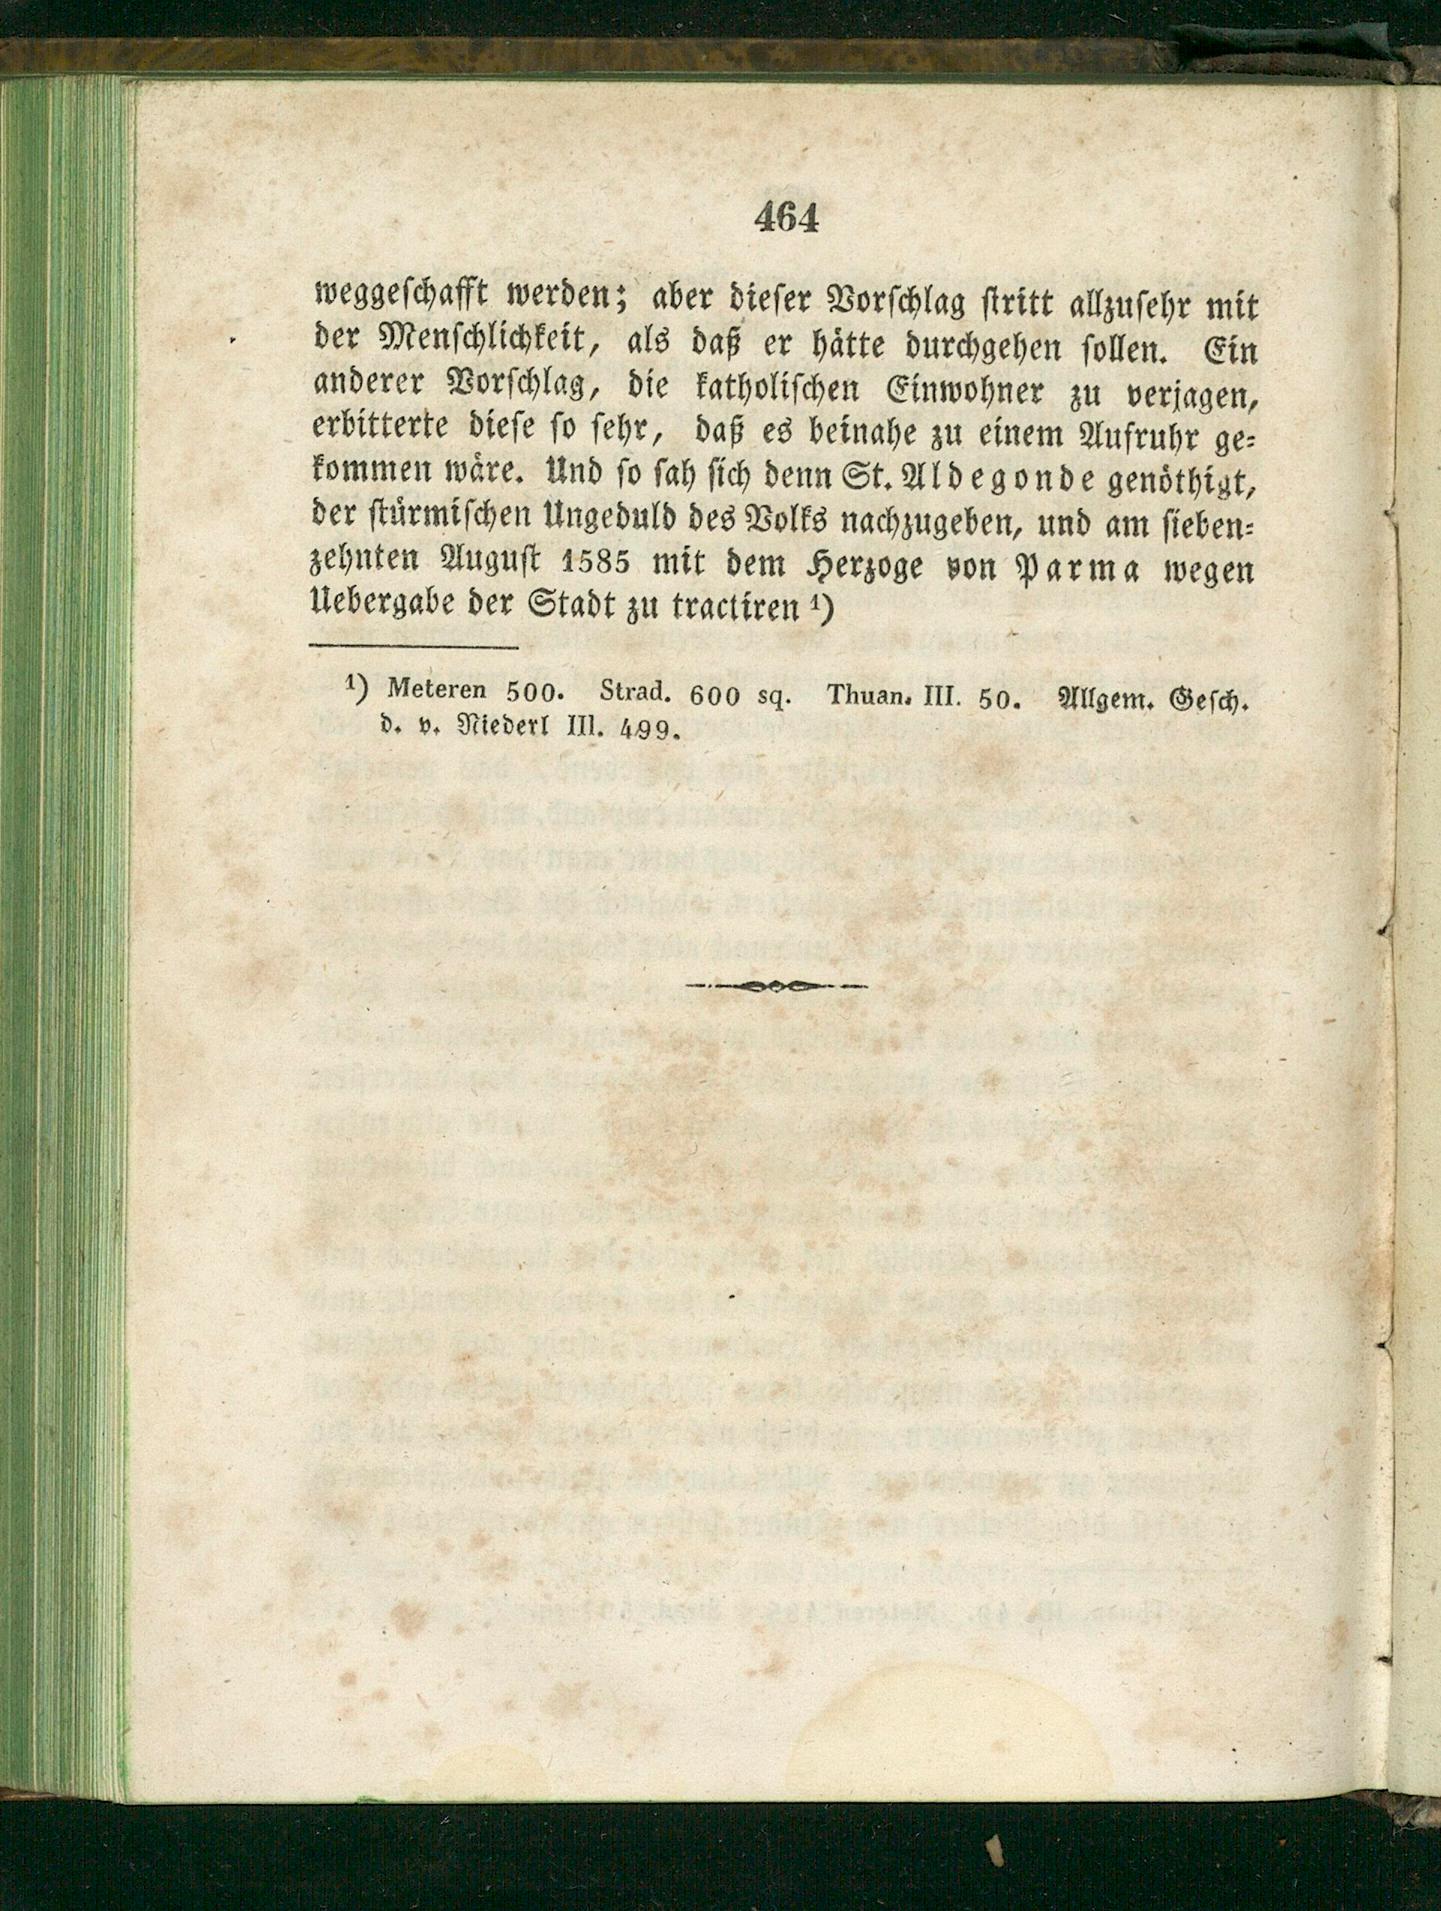 464
weggeschafft werden; aber dieser Vorschlag stritt allzusehr mit
der Menschlichkeit, als daß er hätte durchgehen sollen. Ein
anderer Vorschlag, die katholischen Einwohner zu verjagen,
erbitterte diese so sehr, daß es beinahe zu einem Aufruhr ge-
kommen wäre. Und so sah sich denn St. Aldegonde genöthigt,
der stürmischen Ungeduld des Volks nachzugeben, und am sieben-
zehnten August 1585 mit dem Herzoge von Parma wegen
Uebergabe der Stadt zu tractiren ¹)
¹) Meteren 500. Strad. 600 sq. Thuan. III. 50. Allgem. Gesch.
d. v. Niederl III. 499.